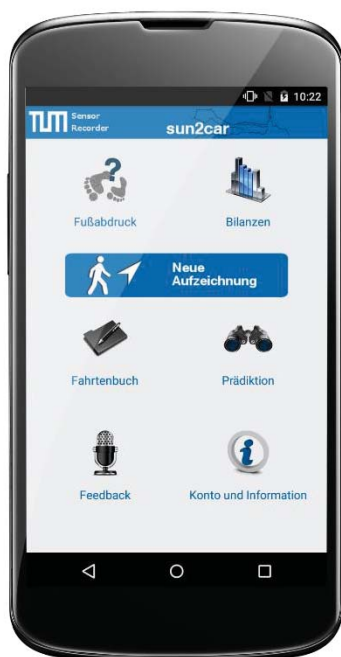 10:22
TUM Sensor
Recorder
sun2car
Fußabdruck
Bilanzen
Neue
Aufzeichnung
Fahrtenbuch
Prädiktion
Feedback
Konto und Information